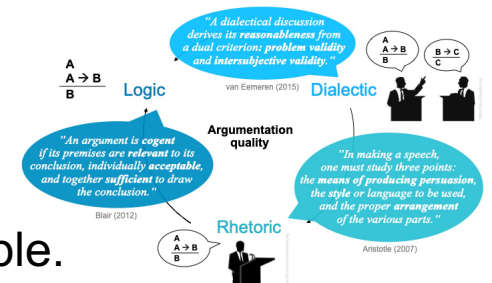 "A dialectical discussion
derives its reasonableness from
a dual criterion: problem validity
and intersubjective validity."
van Eemeren (2015)
A
A → B
B
Logic
Dialectic
A
A → B
B
B → C
C
Argumentation
quality
"An argument is cogent
if its premises are relevant to its
conclusion, individually acceptable,
and together sufficient to draw
the conclusion."
Blair (2012)
"In making a speech,
one must study three points:
the means of producing persuasion,
the style or language to be used,
and the proper arrangement
of the various parts."
Aristotle (2007)
Rhetoric
A
A → B
B
ple.